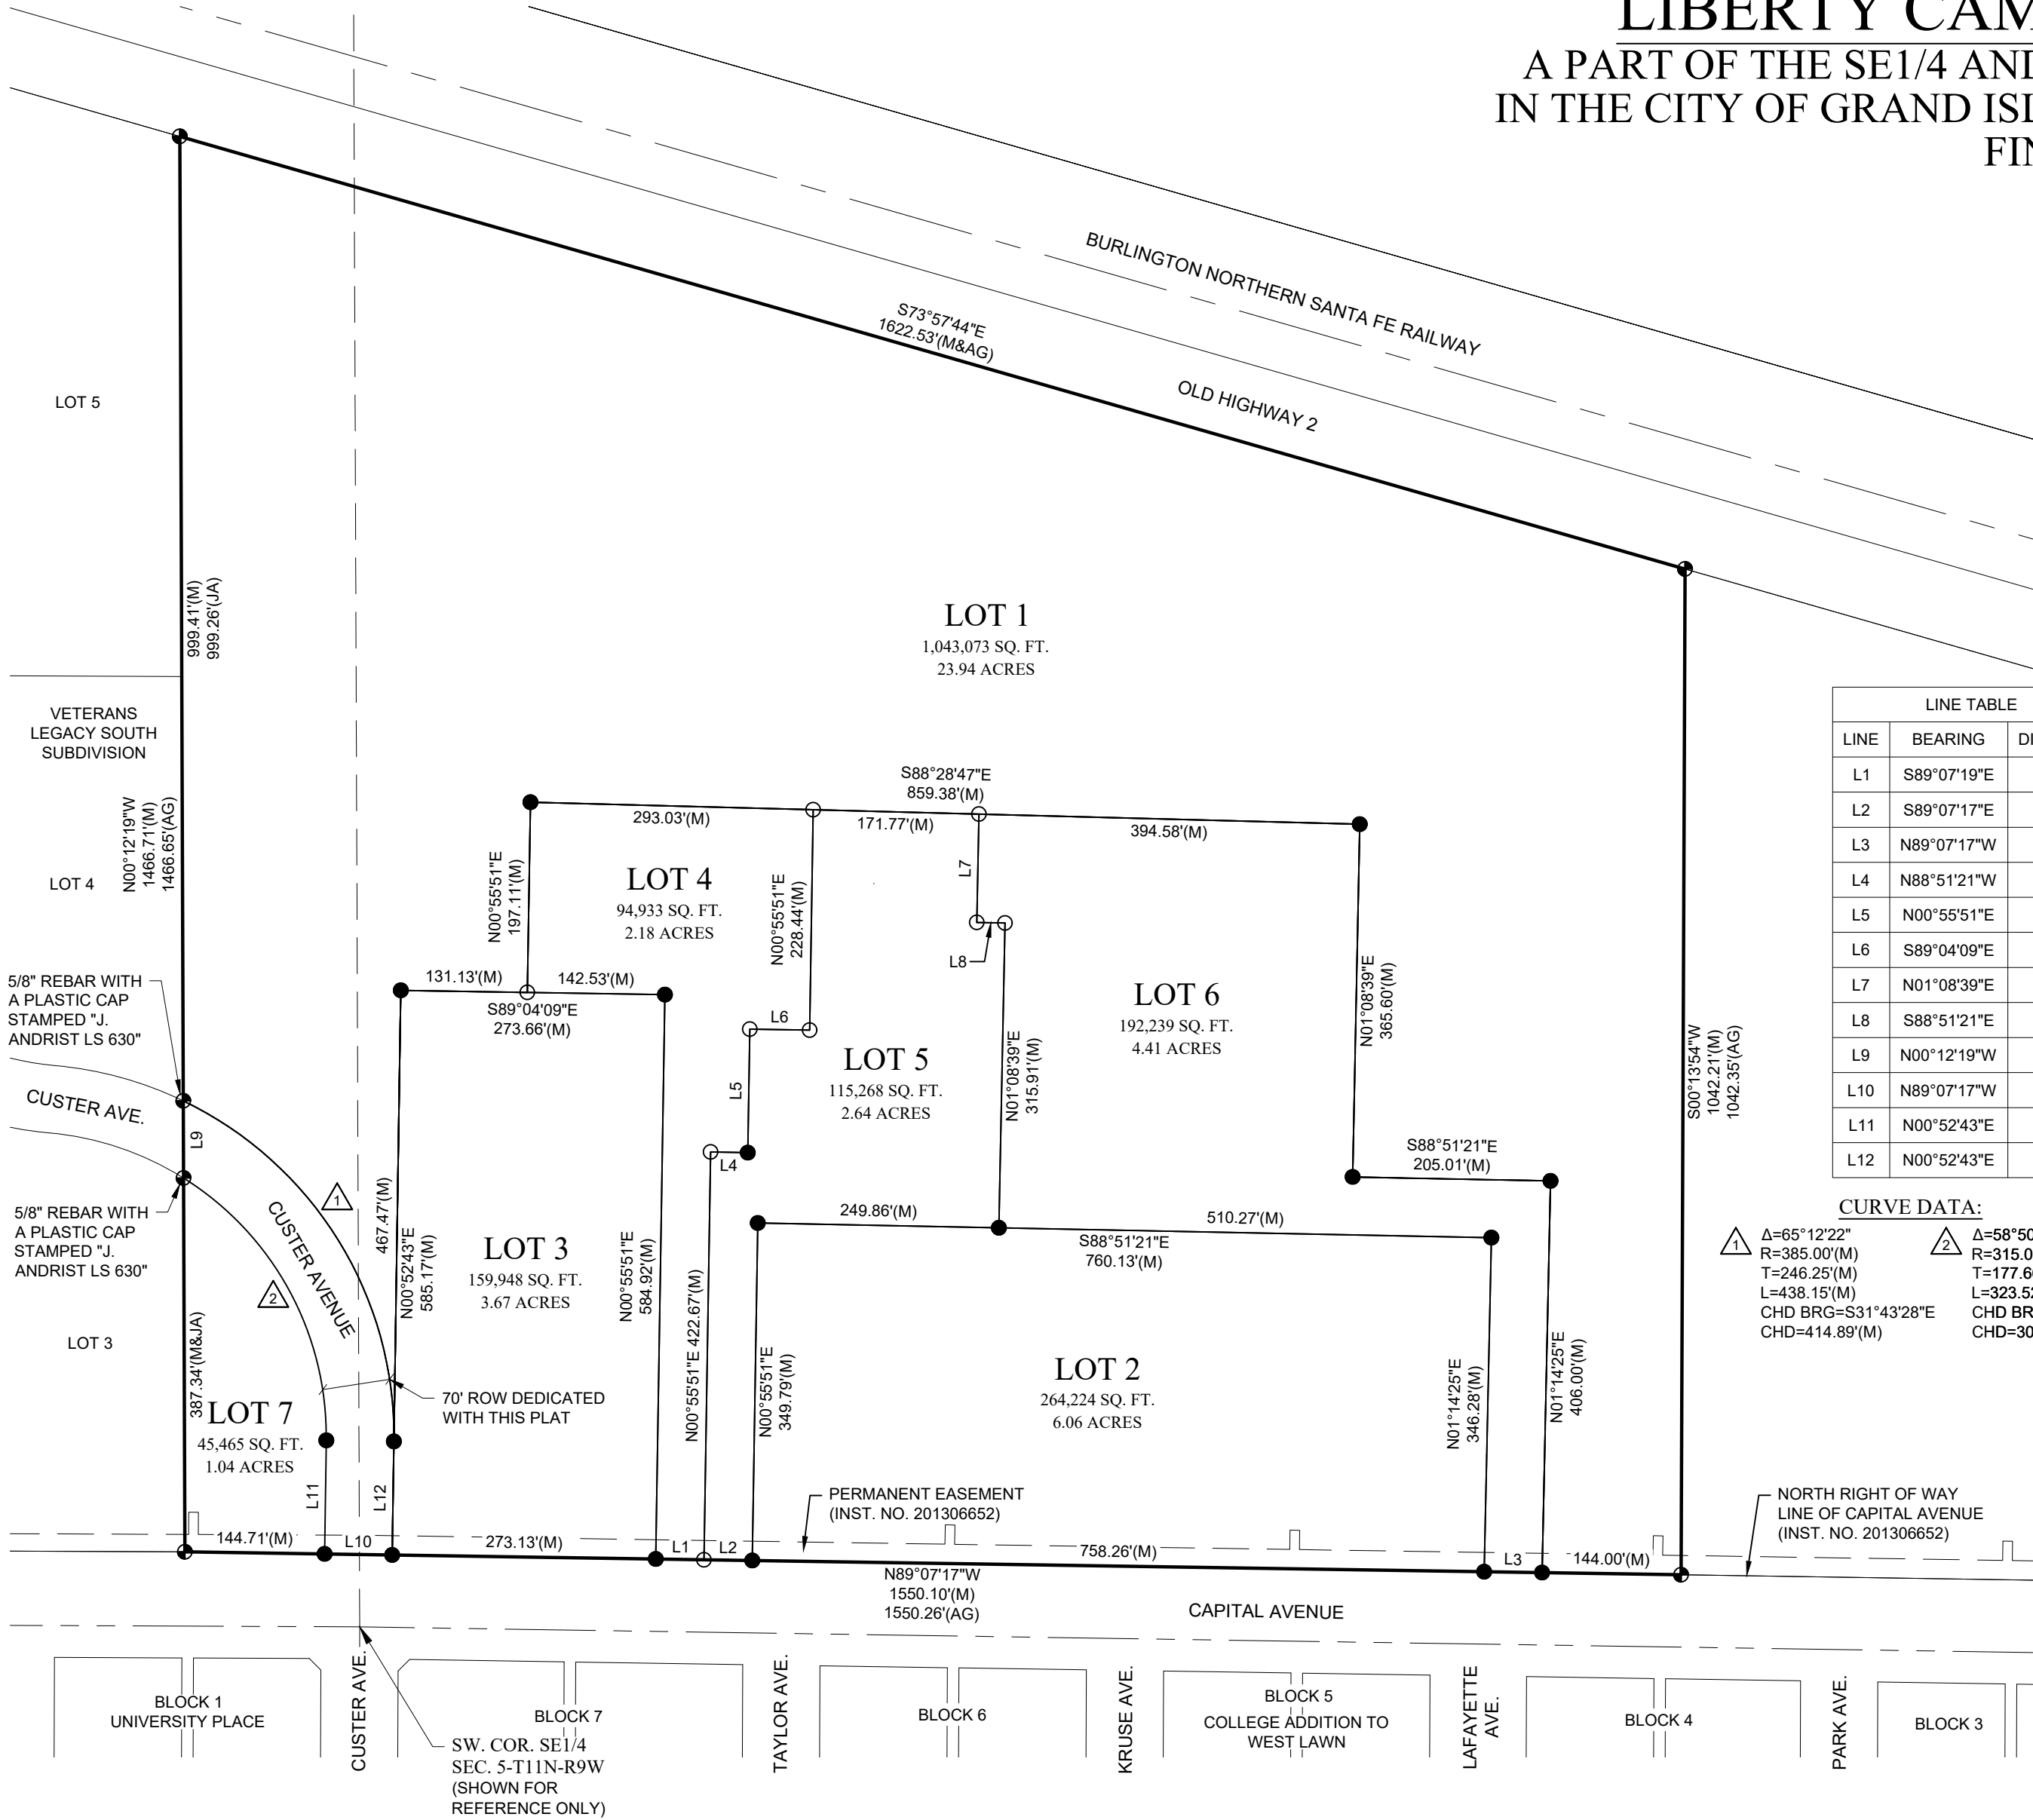 LIBERTY CAM
A PART OF THE SE1/4 AND
IN THE CITY OF GRAND ISL
FIN
BURLINGTON NORTHERN SANTA FE RAILWAY
S73°57'44"E
1622.53'(M&AG)
OLD HIGHWAY 2
LOT 5
999.41'(M)
999.26'(JA)
LOT 1
1,043,073 SQ. FT.
23.94 ACRES
VETERANS
LEGACY SOUTH
SUBDIVISION
N00°12'19"W
1466.71'(M)
1466.65'(AG)
LOT 4
S88°28'47"E
859.38'(M)
293.03'(M)
171.77'(M)
394.58'(M)
N00°55'51"E
197.11'(M)
LOT 4
94,933 SQ. FT.
2.18 ACRES
N00°55'51"E
228.44'(M)
L7
L8
131.13'(M)
142.53'(M)
S89°04'09"E
273.66'(M)
L6
LOT 5
115,268 SQ. FT.
2.64 ACRES
L5
L4
N01°08'39"E
315.91'(M)
LOT 6
192,239 SQ. FT.
4.41 ACRES
N01°08'39"E
365.60'(M)
S88°51'21"E
205.01'(M)
S00°13'54"W
1042.21'(M)
1042.35'(AG)
LINE TABLE
LINE BEARING DI
L1 S89°07'19"E
L2 S89°07'17"E
L3 N89°07'17"W
L4 N88°51'21"W
L5 N00°55'51"E
L6 S89°04'09"E
L7 N01°08'39"E
L8 S88°51'21"E
L9 N00°12'19"W
L10 N89°07'17"W
L11 N00°52'43"E
L12 N00°52'43"E
CURVE DATA:
1
Δ=65°12'22"
R=385.00'(M)
T=246.25'(M)
L=438.15'(M)
CHD BRG=S31°43'28"E
CHD=414.89'(M)
2
Δ=58°50
R=315.0
T=177.6
L=323.52
CHD BR
CHD=30
5/8" REBAR WITH
A PLASTIC CAP
STAMPED "J.
ANDRIST LS 630"
CUSTER AVE.
L9
5/8" REBAR WITH
A PLASTIC CAP
STAMPED "J.
ANDRIST LS 630"
LOT 3
387.34'(M&JA)
CUSTER AVENUE
1
2
467.47'(M)
N00°52'43"E
585.17'(M)
LOT 3
159,948 SQ. FT.
3.67 ACRES
N00°55'51"E
584.92'(M)
N00°55'51"E 422.67'(M)
249.86'(M)
510.27'(M)
S88°51'21"E
760.13'(M)
N00°55'51"E
349.79'(M)
LOT 2
264,224 SQ. FT.
6.06 ACRES
N01°14'25"E
346.28'(M)
N01°14'25"E
406.00'(M)
70' ROW DEDICATED
WITH THIS PLAT
LOT 7
45,465 SQ. FT.
1.04 ACRES
L11
L12
PERMANENT EASEMENT
(INST. NO. 201306652)
NORTH RIGHT OF WAY
LINE OF CAPITAL AVENUE
(INST. NO. 201306652)
144.71'(M)
L10
273.13'(M)
L1
L2
758.26'(M)
L3
144.00'(M)
N89°07'17"W
1550.10'(M)
1550.26'(AG)
CAPITAL AVENUE
BLOCK 1
UNIVERSITY PLACE
CUSTER AVE.
BLOCK 7
TAYLOR AVE.
BLOCK 6
KRUSE AVE.
BLOCK 5
COLLEGE ADDITION TO
WEST LAWN
LAFAYETTE
AVE.
BLOCK 4
PARK AVE.
BLOCK 3
SW. COR. SE1/4
SEC. 5-T11N-R9W
(SHOWN FOR
REFERENCE ONLY)